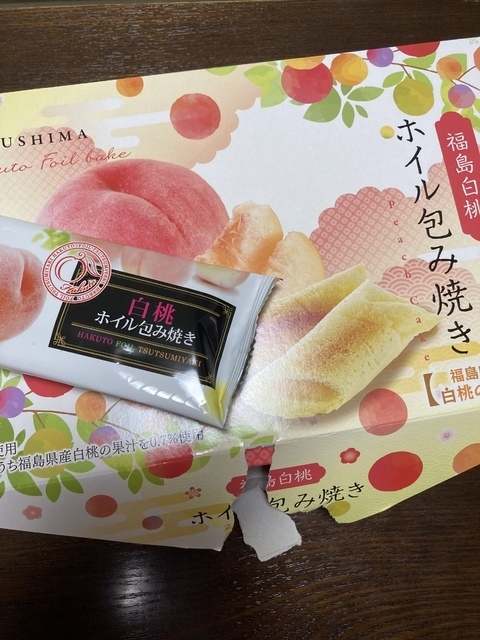 USHIMA
uto Foil bake
福島白桃
ホイル包み焼き
Peach Cake
白桃
ホイル包み焼き
HAKUTO FOIL TSUTSUMIYAKI
福島
白桃の
使用
うち福島県産白桃の果汁を0.7%使用
福島白桃
ホイ 包み焼き